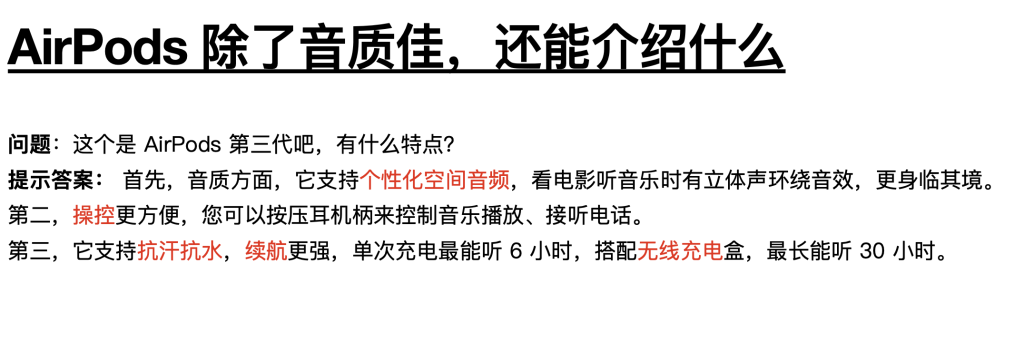 AirPods 除了音质佳，还能介绍什么
问题：这个是 AirPods 第三代吧，有什么特点？
提示答案： 首先，音质方面，它支持个性化空间音频，看电影听音乐时有立体声环绕音效，更身临其境。
第二，操控更方便，您可以按压耳机柄来控制音乐播放、接听电话。
第三，它支持抗汗抗水，续航更强，单次充电最能听 6 小时，搭配无线充电盒，最长能听 30 小时。